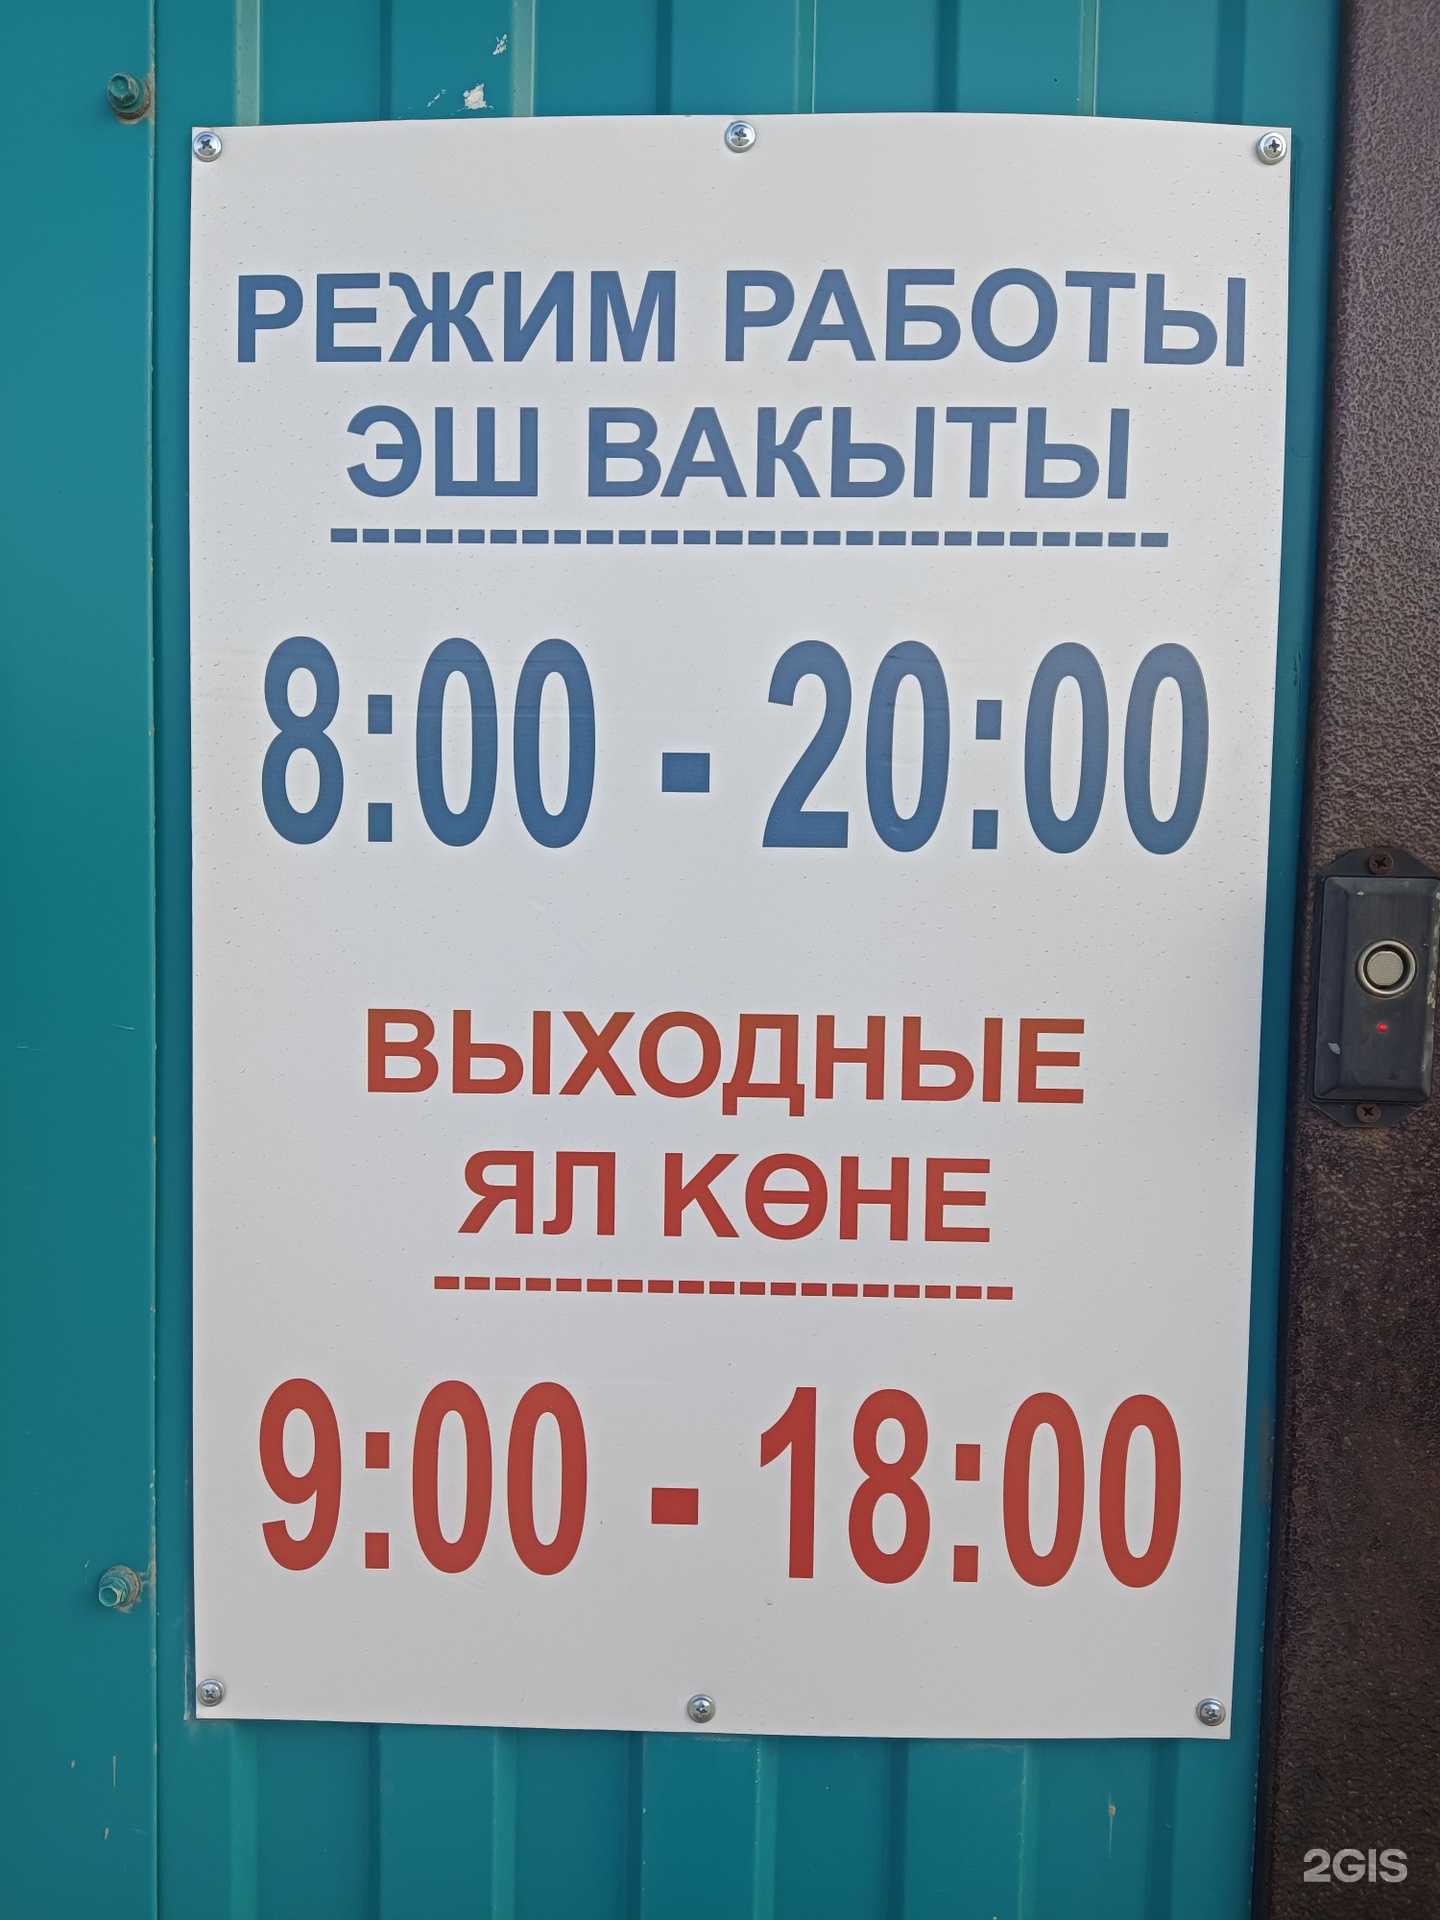 РЕЖИМ РАБОТЫ
ЭШ ВАКЫТЫ
--------------------------
8:00 - 20:00
ВЫХОДНЫЕ
ЯЛ КӨНЕ
-------------------
9:00 - 18:00
2GIS